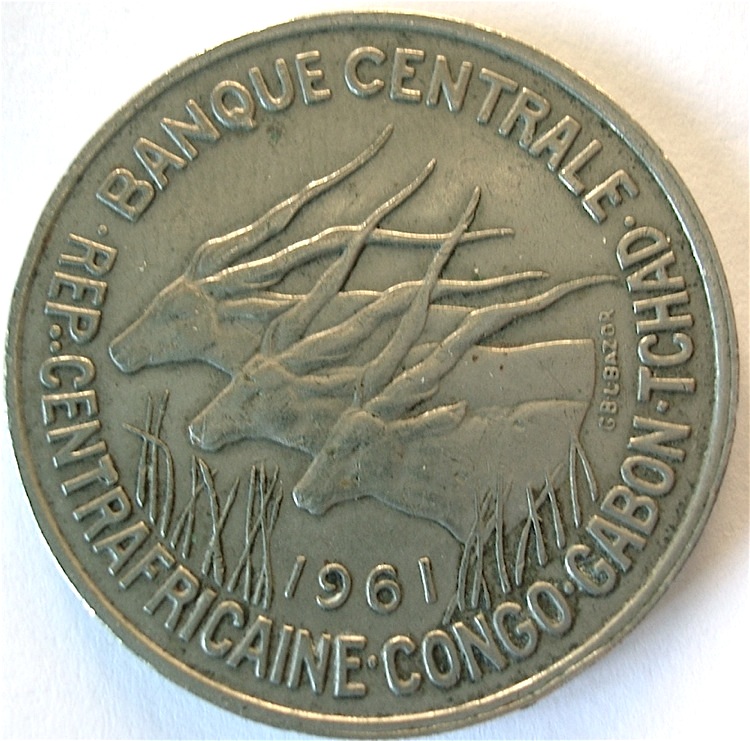 BANQUE CENTRALE
· REP.. CENTRAFRICAINE · CONGO · GABON · TCHAD ·
G B L BAZOR
1961